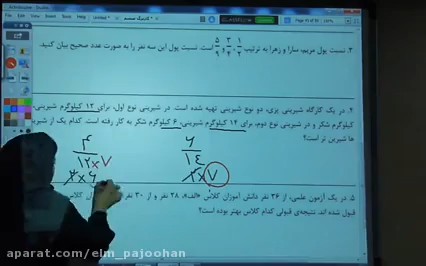 ۳. نسبت پول مریم، سارا و زهرا به ترتیب ۱/۲، ۳/۴ و ۵/۹ است. نسبت پول این سه نفر را به صورت عدد صحیح بیان کنید.
۴. در یک کارگاه شیرینی پزی، دو نوع شیرینی تهیه شده است. در شیرینی نوع اول، برای ۱۲ کیلوگرم شیرینی،
کیلوگرم شکر و در شیرینی نوع دوم، برای ۱۴ کیلوگرم شیرینی، ۶ کیلوگرم شکر به کار رفته است. کدام یک از شیرینی
ها شیرین تر است؟
۴ ۶
۱۲×۷ ۱۴
×۷
۵. در یک آزمون علمی، از ۳۶ نفر دانش آموزان کلاس «الف»، ۲۸ نفر و از ۳۰ نفر
قبول شده اند. نتیجه‌ی قبولی کدام کلاس بهتر بوده است؟
aparat.com/elm_pajoohan